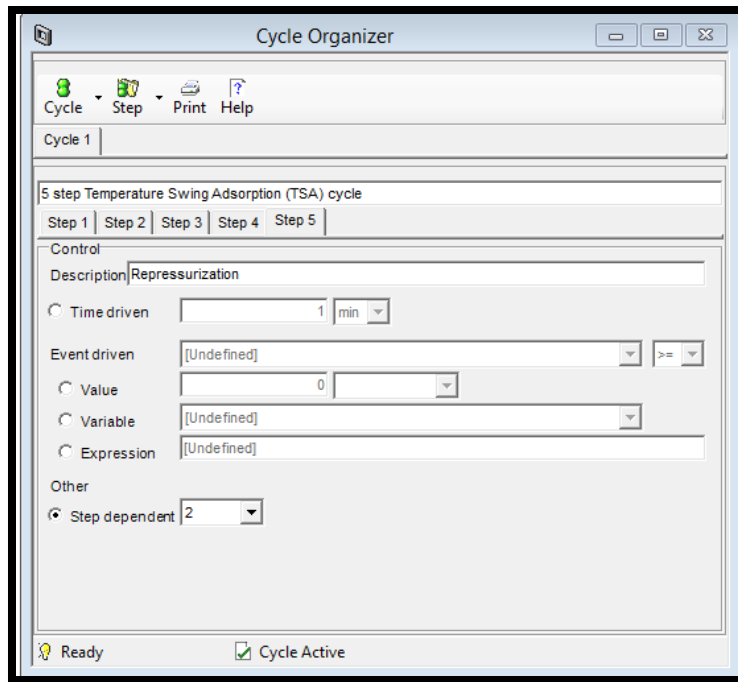 Cycle Organizer
Cycle Step Print Help
Cycle 1
5 step Temperature Swing Adsorption (TSA) cycle
Step 1 Step 2 Step 3 Step 4 Step 5
Control
Description Repressurization
Time driven 1 min
Event driven [Undefined] >=
Value 0
Variable [Undefined]
Expression [Undefined]
Other
Step dependent 2
Ready Cycle Active